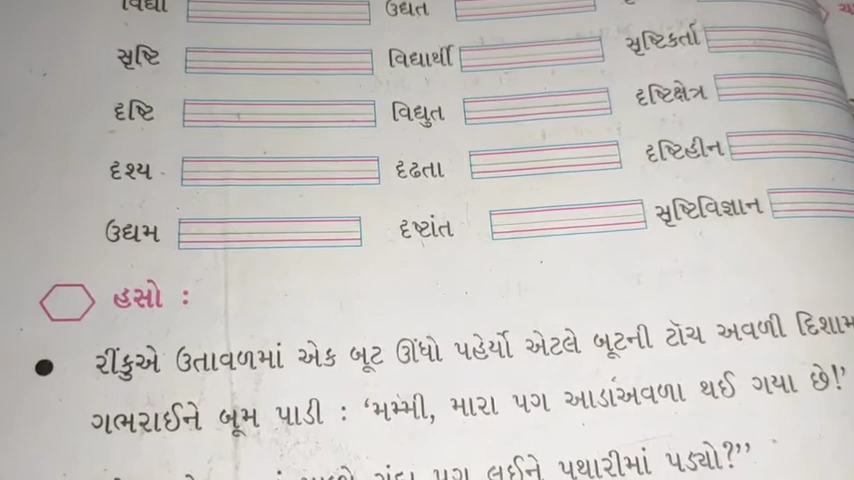 વિદ્યા ઉદ્યત
સૃષ્ટિ વિદ્યાર્થી સૃષ્ટિકર્તા
દૃષ્ટિ વિદ્યુત દૃષ્ટિક્ષેત્ર
દૃશ્ય દૃઢતા દૃષ્ટિહીન
ઉદ્યમ દૃષ્ટાંત સૃષ્ટિવિજ્ઞાન
હસો :
રીંકુએ ઉતાવળમાં એક બૂટ ઊંધો પહેર્યો એટલે બૂટની ટૉચ અવળી દિશામ
ગભરાઈને બૂમ પાડી : ‘મમ્મી, મારા પગ આડાઅવળા થઈ ગયા છે!’
પગ લઈને પથારીમાં પડ્યો?’’